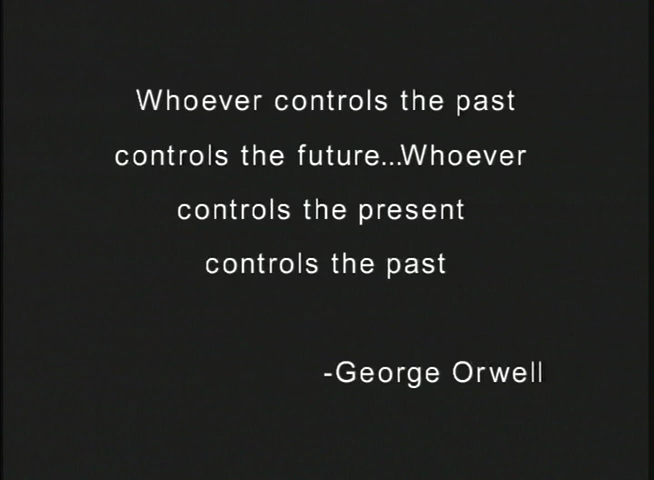 Whoever controls the past
controls the future...Whoever
controls the present
controls the past
-George Orwell